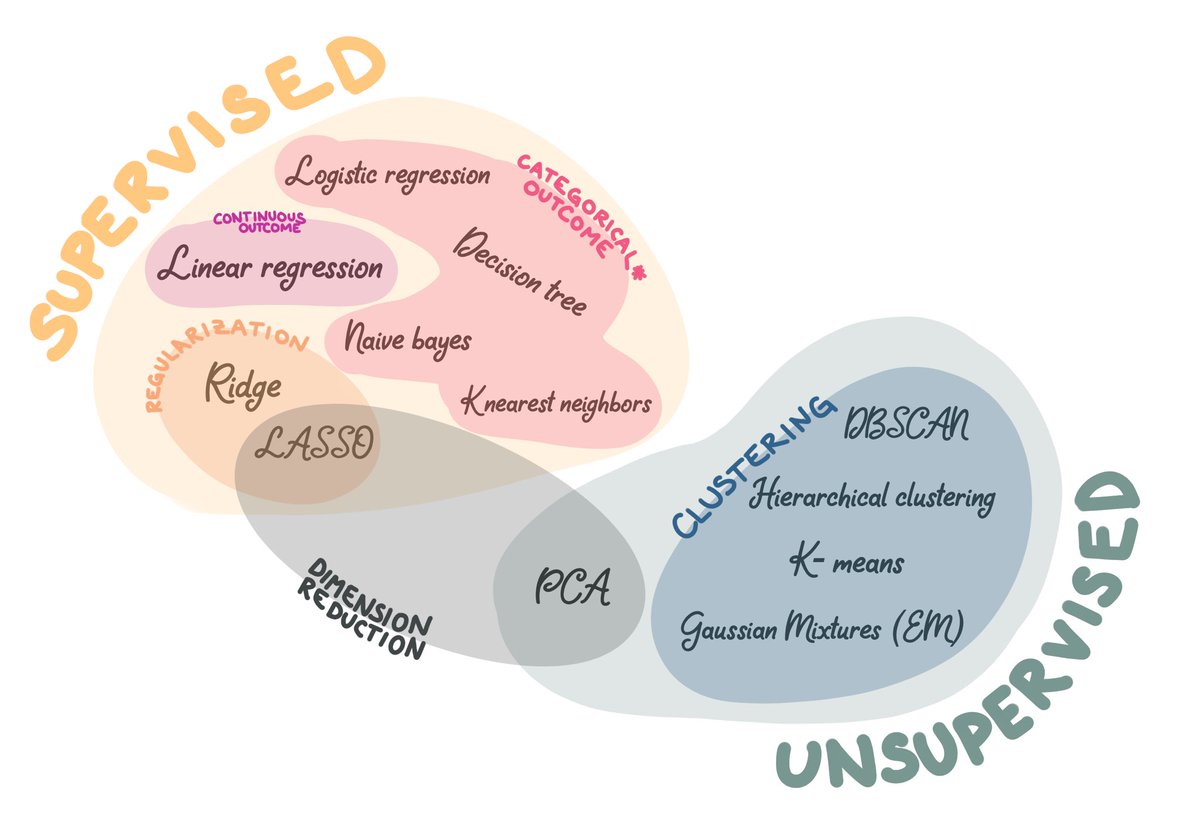 SUPERVISED
Logistic regression
CATEGORICAL*
OUTCOME
CONTINUOUS
OUTCOME
Linear regression
Decision tree
Naive bayes
K nearest neighbors
REGULARIZATION
Ridge
LASSO
DIMENSION
REDUCTION
PCA
CLUSTERING
DBSCAN
Hierarchical clustering
K- means
Gaussian Mixtures (EM)
UNSUPERVISED